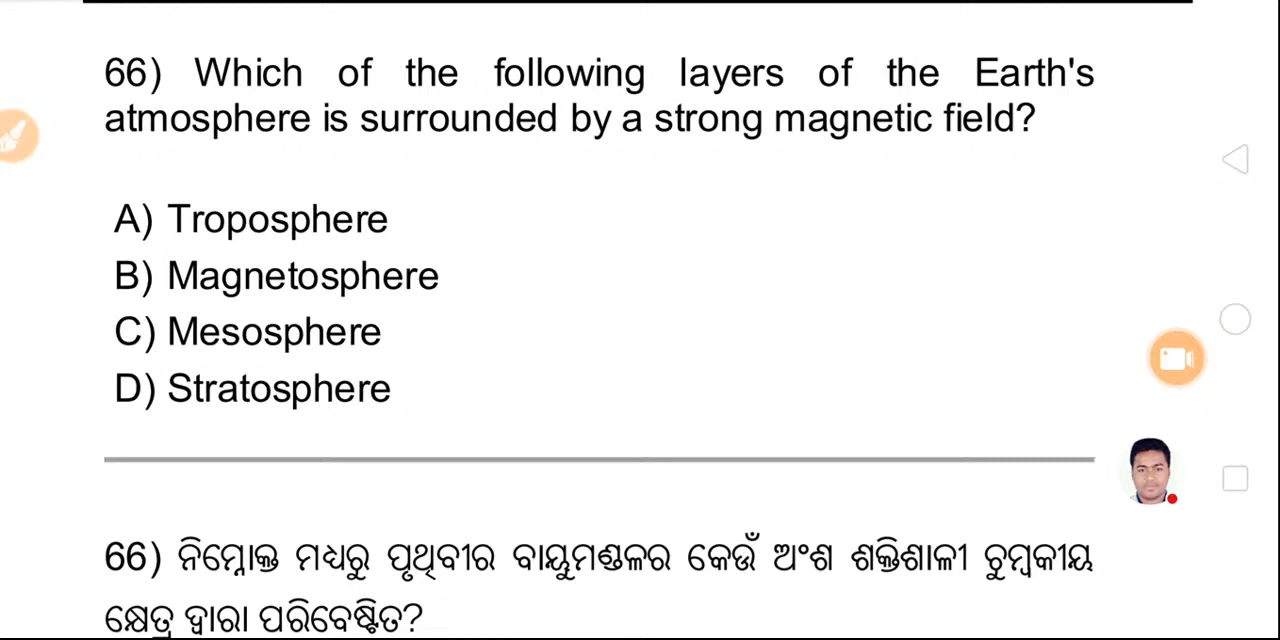 66) Which of the following layers of the Earth's
atmosphere is surrounded by a strong magnetic field?
A) Troposphere
B) Magnetosphere
C) Mesosphere
D) Stratosphere
66) ନିମ୍ନୋକ୍ତ ମଧ୍ୟରୁ ପୃଥିବୀର ବାୟୁମଣ୍ଡଳର କେଉଁ ଅଂଶ ଶକ୍ତିଶାଳୀ ଚୁମ୍ବକୀୟ
କ୍ଷେତ୍ର ଦ୍ୱାରା ପରିବେଷ୍ଟିତ?